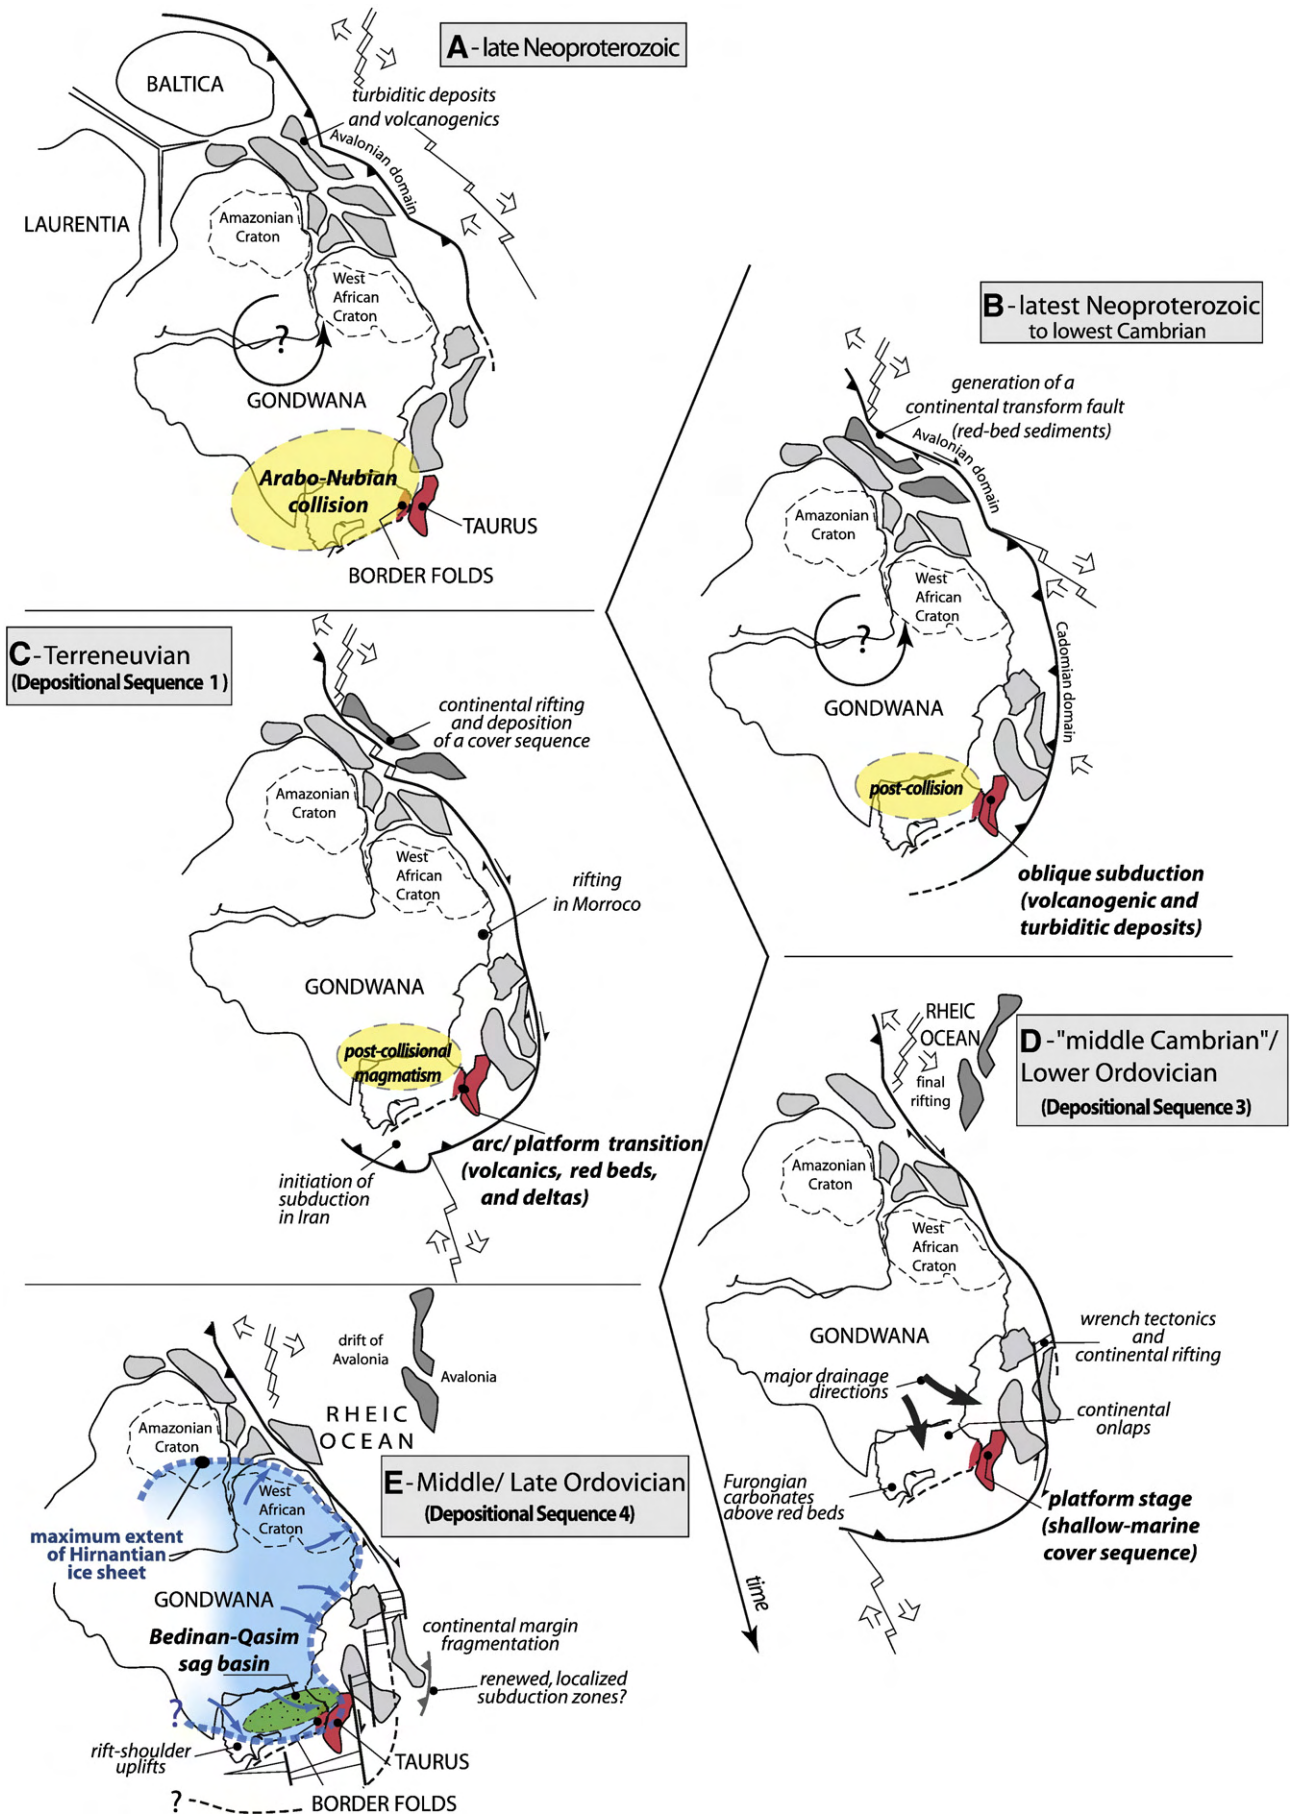 A - late Neoproterozoic
BALTICA
turbiditic deposits
and volcanogenics
Avalonian domain
LAURENTIA
Amazonian
Craton
West
African
Craton
?
GONDWANA
Arabo-Nubian
collision
TAURUS
BORDER FOLDS
B - latest Neoproterozoic
to lowest Cambrian
generation of a
continental transform fault
(red-bed sediments)
Avalonian domain
Amazonian
Craton
West
African
Craton
?
Cadomian domain
GONDWANA
post-collision
oblique subduction
(volcanogenic and
turbiditic deposits)
C - Terreneuvian
(Depositional Sequence 1)
continental rifting
and deposition
of a cover sequence
Amazonian
Craton
West
African
Craton
rifting
in Morroco
GONDWANA
post-collisional
magmatism
arc/ platform transition
(volcanics, red beds,
and deltas)
initiation of
subduction
in Iran
D - "middle Cambrian"/
Lower Ordovician
(Depositional Sequence 3)
RHEIC
OCEAN
final
rifting
Amazonian
Craton
West
African
Craton
GONDWANA
wrench tectonics
and
continental rifting
major drainage
directions
continental
onlaps
Furongian
carbonates
above red beds
platform stage
(shallow-marine
cover sequence)
time
E - Middle/ Late Ordovician
(Depositional Sequence 4)
drift of
Avalonia
Avalonia
RHEIC
OCEAN
Amazonian
Craton
West
African
Craton
maximum extent
of Hirnantian
ice sheet
GONDWANA
Bedinan-Qasim
sag basin
continental margin
fragmentation
renewed, localized
subduction zones?
?
rift-shoulder
uplifts
TAURUS
?
BORDER FOLDS